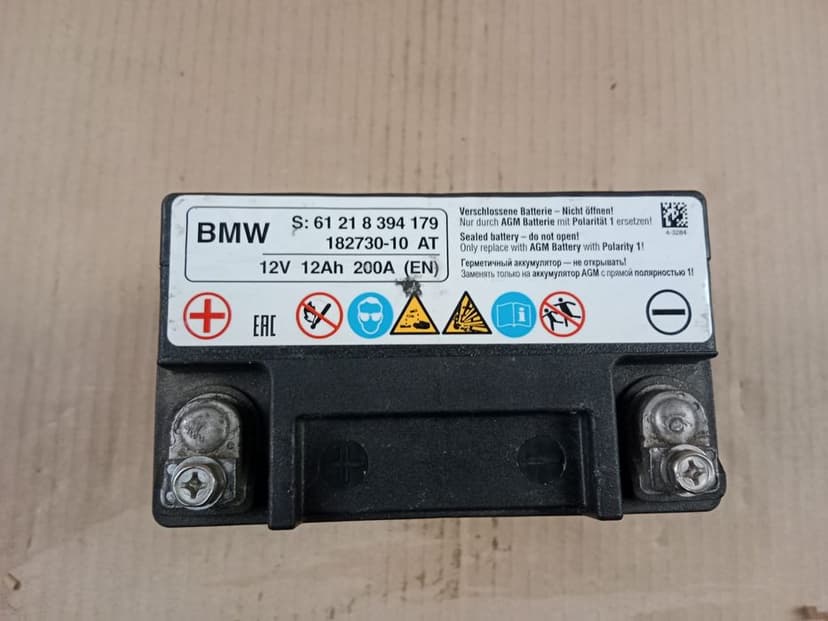 BMW
S: 61 21 8 394 179
182730-10 AT
12V 12Ah 200A (EN)
Verschlossene Batterie – Nicht öffnen!
Nur durch AGM Batterie mit Polarität 1 ersetzen!
Sealed battery – do not open!
Only replace with AGM Battery with Polarity 1!
Герметичный аккумулятор — не открывать!
Заменять только на аккумулятор AGM с прямой полярностью 1!
4-3284
EAC